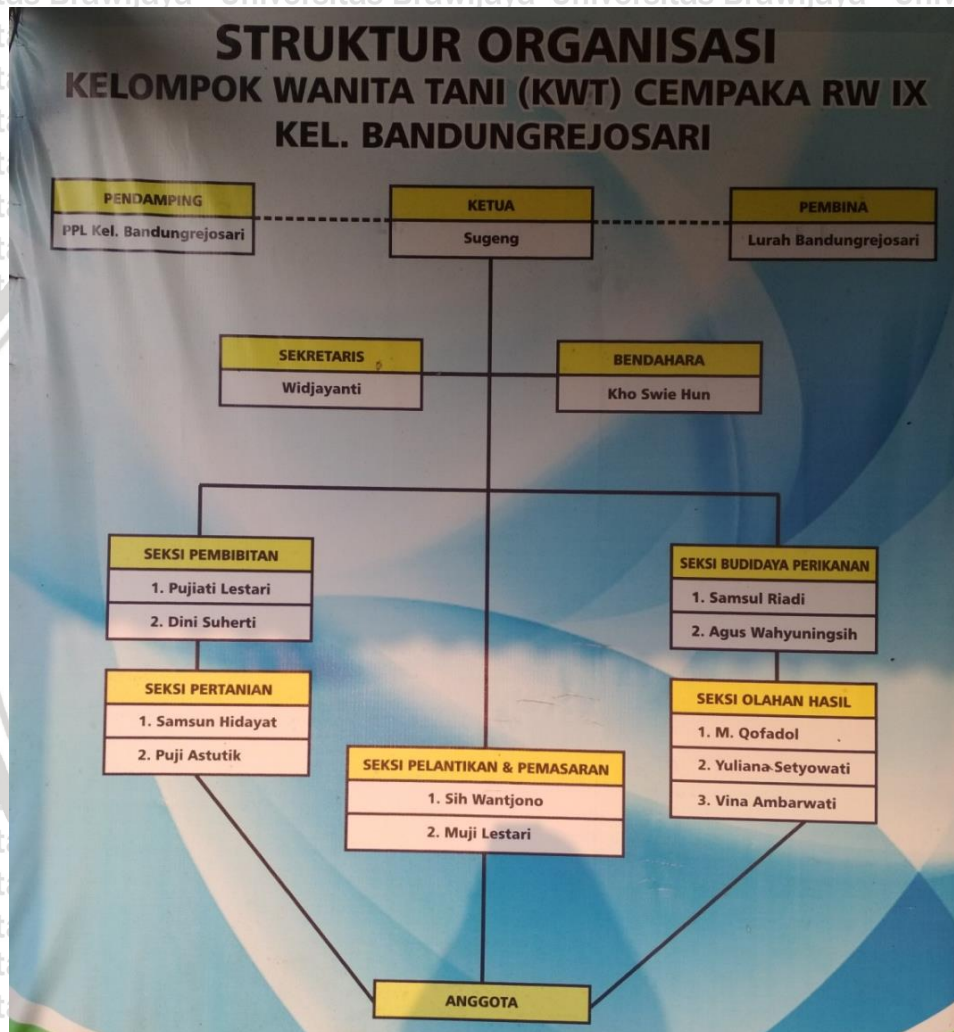 STRUKTUR ORGANISASI
KELOMPOK WANITA TANI (KWT) CEMPAKA RW IX
KEL. BANDUNGREJOSARI
PENDAMPING
PPL Kel. Bandungrejosari
KETUA
Sugeng
PEMBINA
Lurah Bandungrejosari
SEKRETARIS
Widjayanti
BENDAHARA
Kho Swie Hun
SEKSI PEMBIBITAN
1. Pujiati Lestari
2. Dini Suherti
SEKSI BUDIDAYA PERIKANAN
1. Samsul Riadi
2. Agus Wahyuningsih
SEKSI PERTANIAN
1. Samsun Hidayat
2. Puji Astutik
SEKSI OLAHAN HASIL
1. M. Qofadol
2. Yuliana Setyowati
3. Vina Ambarwati
SEKSI PELANTIKAN & PEMASARAN
1. Sih Wantjono
2. Muji Lestari
ANGGOTA